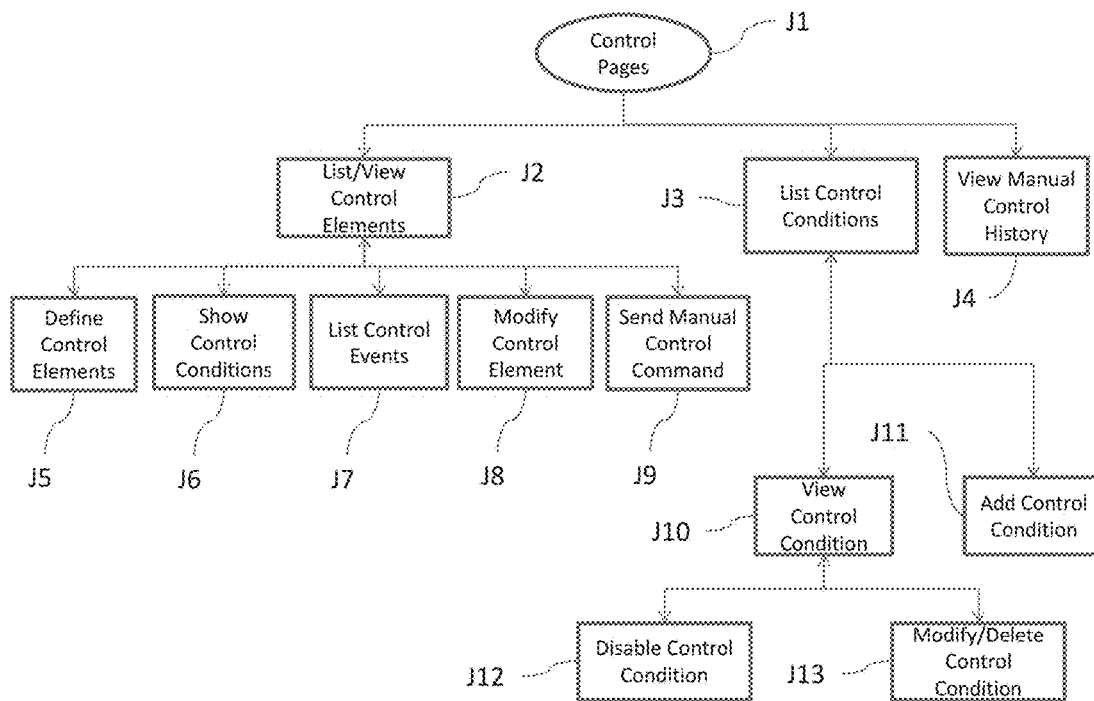 J1
Control
Pages
List/View
Control
Elements
J2
J3
List Control
Conditions
View Manual
Control
History
J4
Define
Control
Elements
Show
Control
Conditions
List Control
Events
Modify
Control
Element
Send Manual
Control
Command
J5
J6
J7
J8
J9
J11
J10
View
Control
Condition
Add Control
Condition
J12
Disable Control
Condition
J13
Modify/Delete
Control
Condition